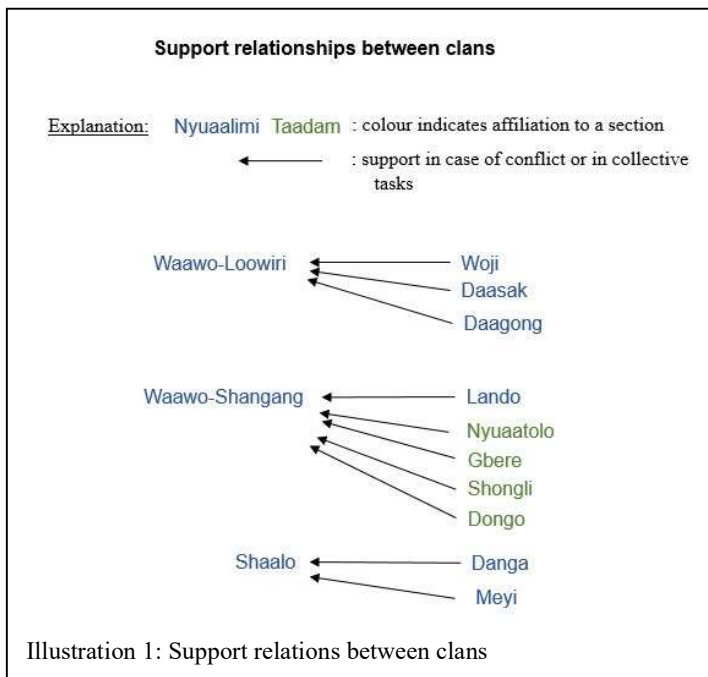 Support relationships between clans
Explanation: Nyuaalimi Taadam : colour indicates affiliation to a section
: support in case of conflict or in collective
tasks
Waawo-Loowiri Woji
Daasak
Daagong
Waawo-Shangang Lando
Nyuaatolo
Gbere
Shongli
Dongo
Shaalo Danga
Meyi
Illustration 1: Support relations between clans